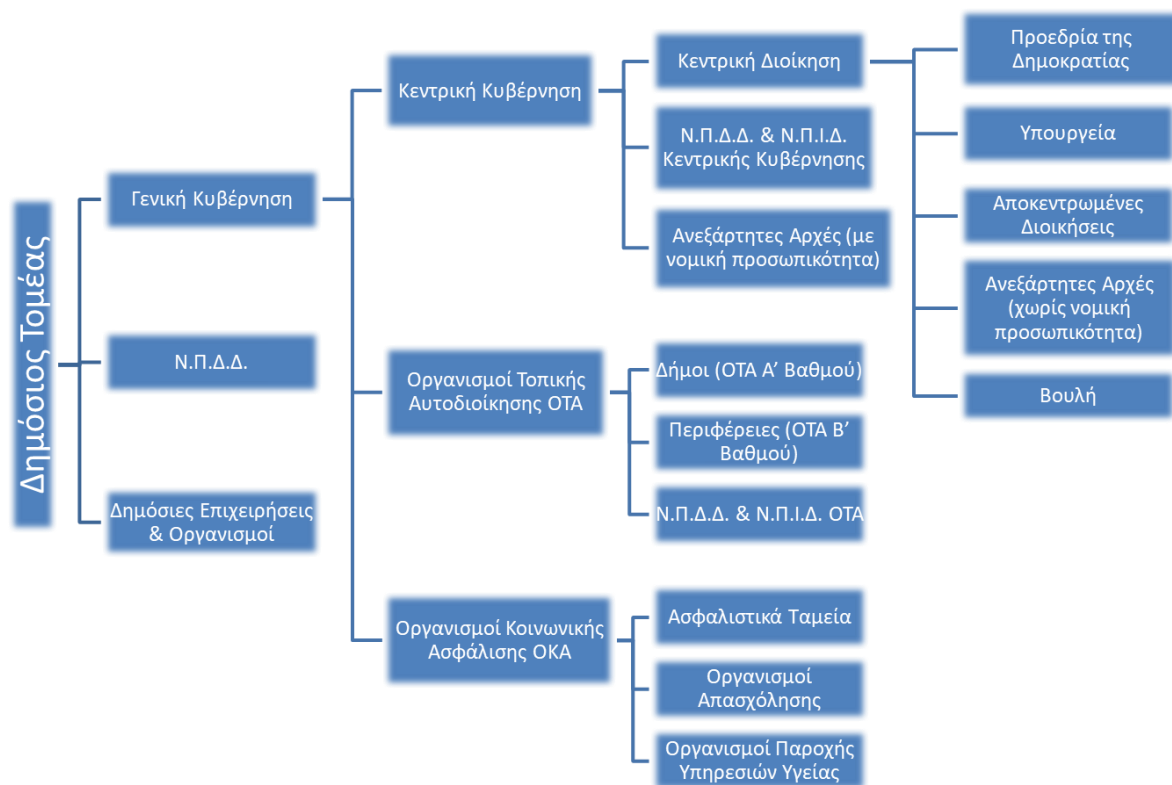 Δημόσιος Τομέας
Γενική Κυβέρνηση
Ν.Π.Δ.Δ.
Δημόσιες Επιχειρήσεις
& Οργανισμοί
Κεντρική Κυβέρνηση
Οργανισμοί Τοπικής
Αυτοδιοίκησης ΟΤΑ
Οργανισμοί Κοινωνικής
Ασφάλισης ΟΚΑ
Κεντρική Διοίκηση
Ν.Π.Δ.Δ. & Ν.Π.Ι.Δ.
Κεντρικής Κυβέρνησης
Ανεξάρτητες Αρχές (με
νομική προσωπικότητα)
Δήμοι (ΟΤΑ Α’ Βαθμού)
Περιφέρειες (ΟΤΑ Β’
Βαθμού)
Ν.Π.Δ.Δ. & Ν.Π.Ι.Δ. ΟΤΑ
Ασφαλιστικά Ταμεία
Οργανισμοί
Απασχόλησης
Οργανισμοί Παροχής
Υπηρεσιών Υγείας
Προεδρία της
Δημοκρατίας
Υπουργεία
Αποκεντρωμένες
Διοικήσεις
Ανεξάρτητες Αρχές
(χωρίς νομική
προσωπικότητα)
Βουλή